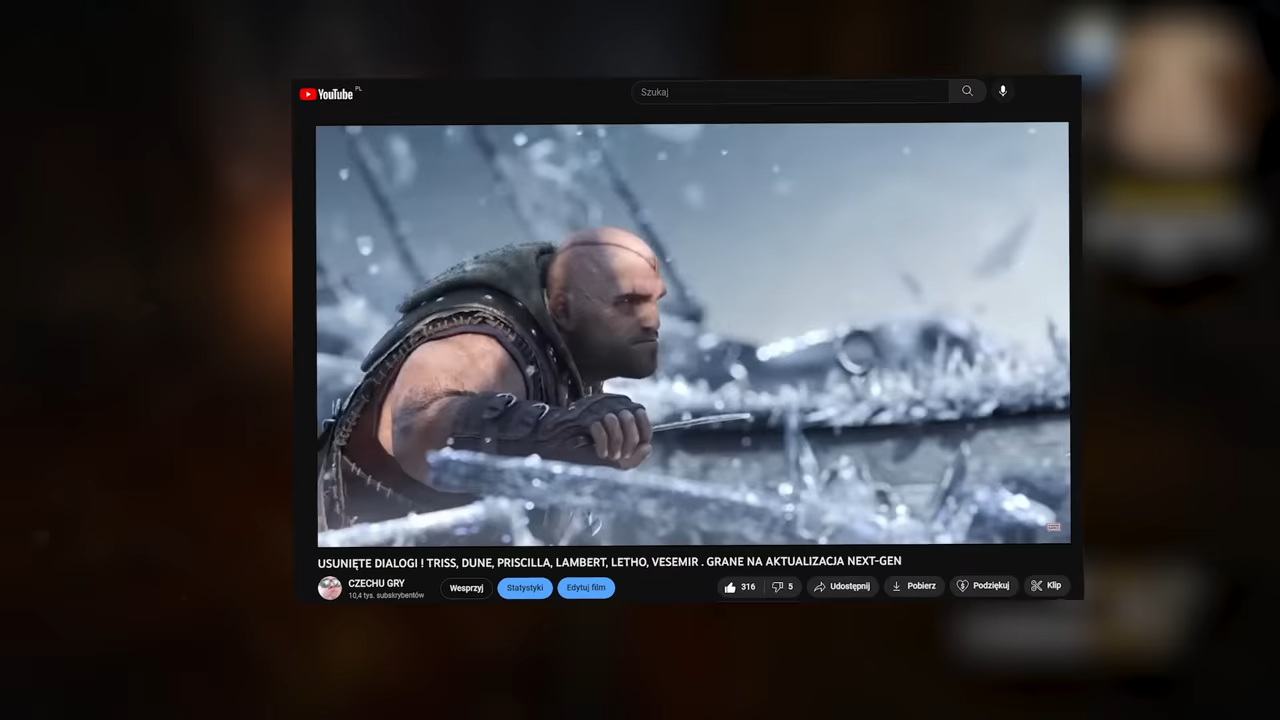 YouTube PL
Szukaj
USUNIĘTE DIALOGI ! TRISS, DUNE, PRISCILLA, LAMBERT, LETHO, VESEMIR . GRANE NA AKTUALIZACJA NEXT-GEN
CZECHU GRY
10,4 tys. subskrybentów
Wesprzyj
Statystyki
Edytuj film
316
5
Udostępnij
Pobierz
Podziękuj
Klip